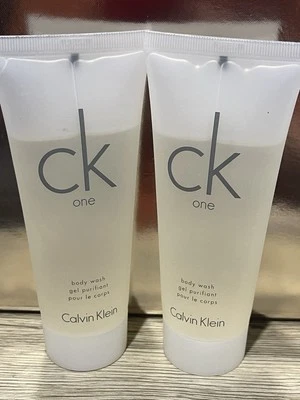 ck
one
body wash
gel purifiant
pour le corps
Calvin Klein
ck
one
body wash
gel purifiant
pour le corps
Calvin Klein